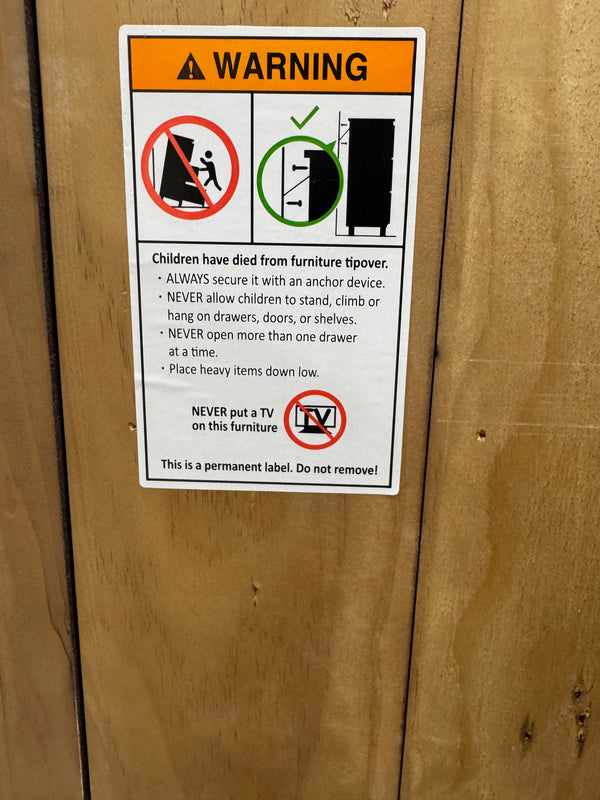 WARNING
Children have died from furniture tipover.
· ALWAYS secure it with an anchor device.
· NEVER allow children to stand, climb or
hang on drawers, doors, or shelves.
· NEVER open more than one drawer
at a time.
· Place heavy items down low.
NEVER put a TV
on this furniture
TV
This is a permanent label. Do not remove!